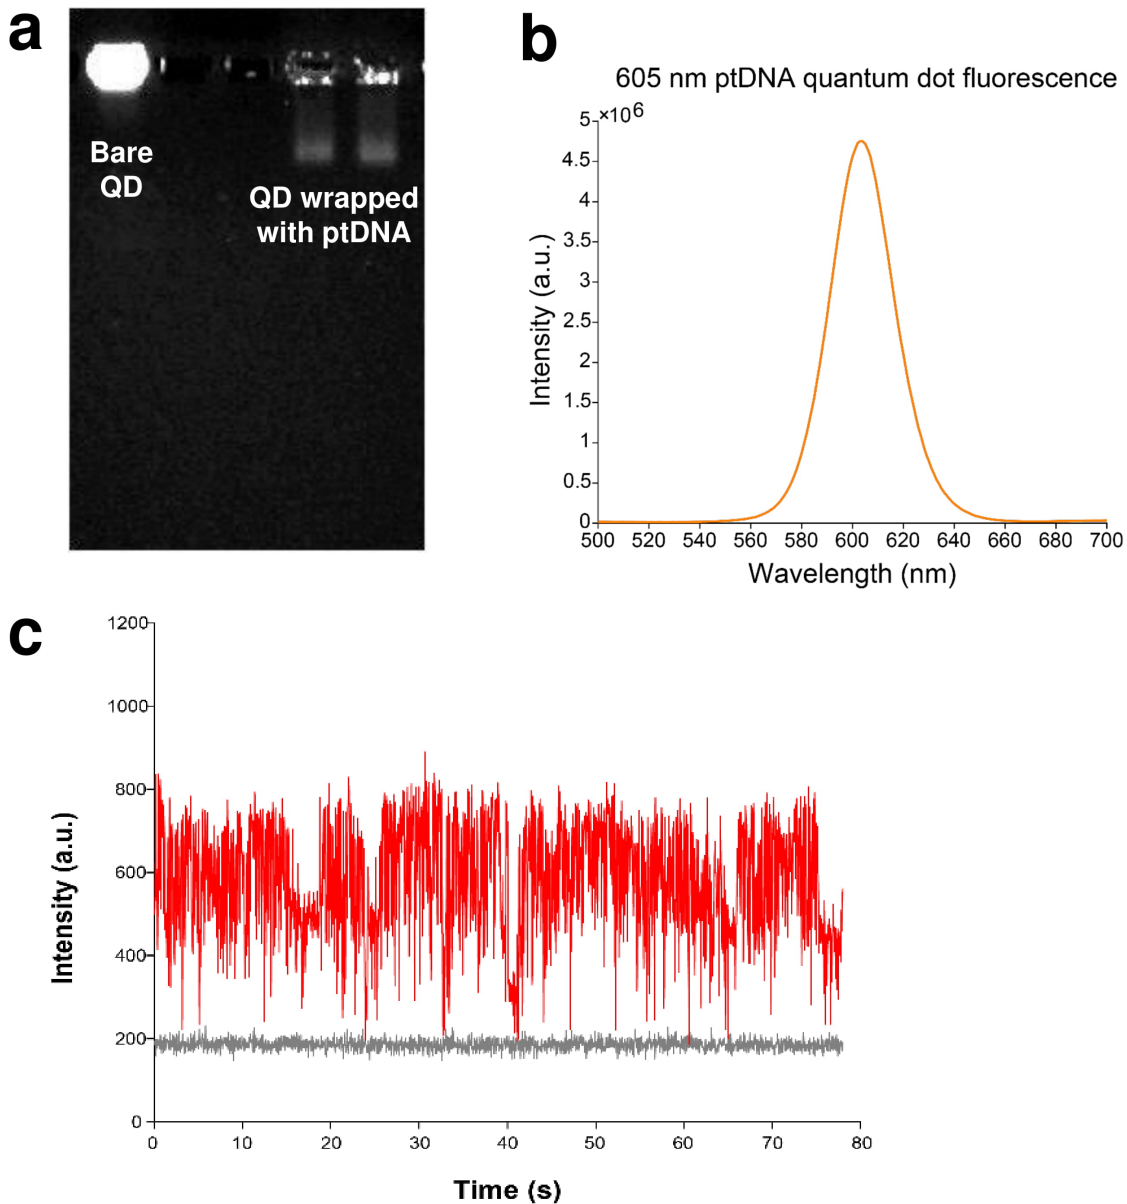 a
Bare
QD
QD wrapped
with ptDNA
b
605 nm ptDNA quantum dot fluorescence
5 ×10⁶
4.5
4
3.5
3
2.5
2
1.5
1
0.5
0
Intensity (a.u.)
500 520 540 560 580 600 620 640 660 680 700
Wavelength (nm)
c
1200
1000
800
600
400
200
0
Intensity (a.u.)
0 10 20 30 40 50 60 70 80
Time (s)